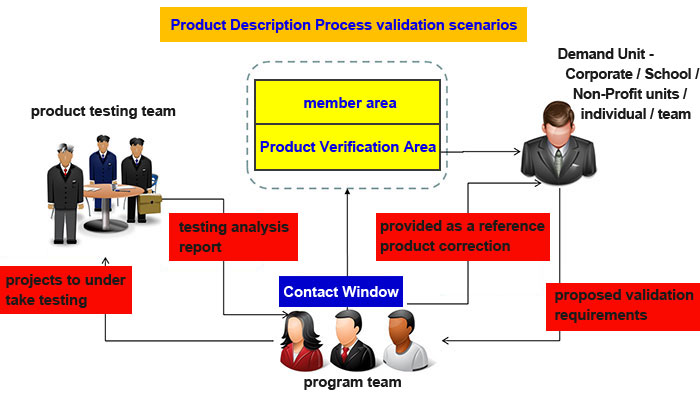 Product Description Process validation scenarios
Demand Unit -
Corporate / School /
Non-Profit units /
individual / team
product testing team
member area
Product Verification Area
testing analysis
report
provided as a reference
product correction
projects to under
take testing
Contact Window
proposed validation
requirements
program team